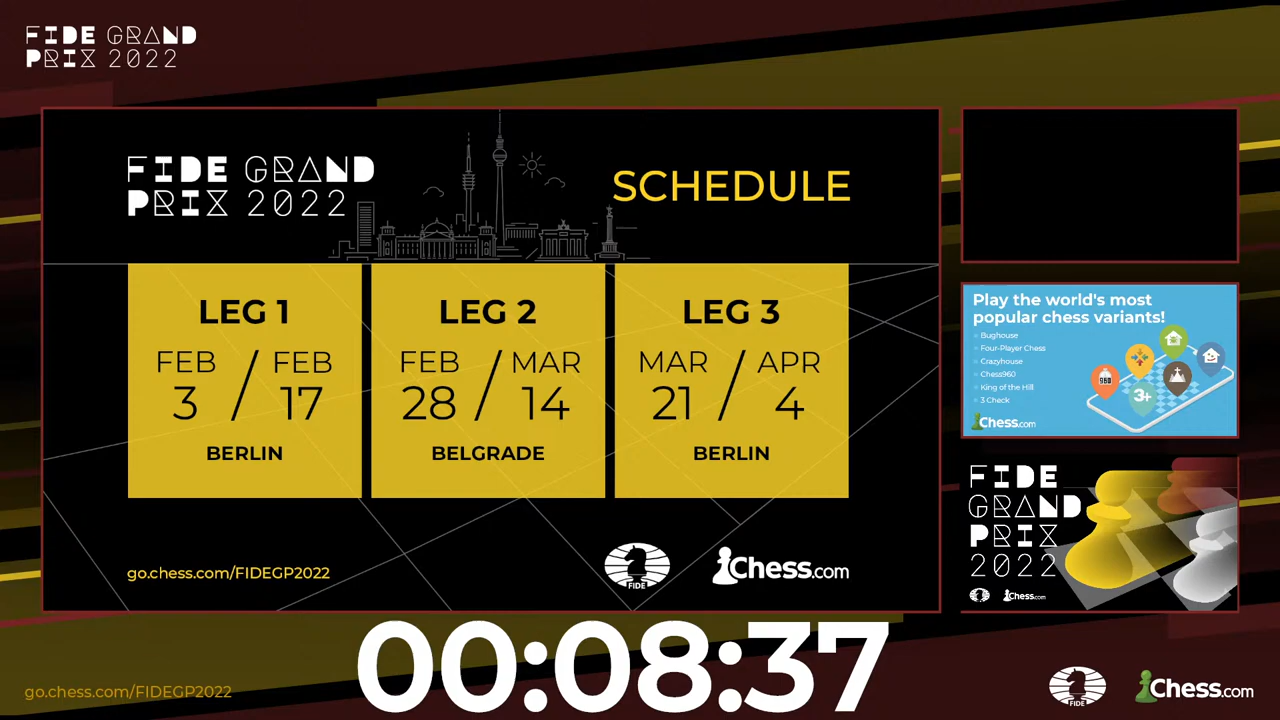 FIDE GRAND
PRIX 2022
FIDE GRAND
PRIX 2022
SCHEDULE
LEG 1
FEB
3
/
FEB
17
BERLIN
LEG 2
FEB
28
/
MAR
14
BELGRADE
LEG 3
MAR
21
/
APR
4
BERLIN
go.chess.com/FIDEGP2022
FIDE
Chess.com
Play the world's most
popular chess variants!
Bughouse
Four-Player Chess
Crazyhouse
Chess960
King of the Hill
3 Check
960
3+
Chess.com
FIDE
GRAND
PRIX
2022
Chess.com
00:08:37
go.chess.com/FIDEGP2022
FIDE
Chess.com